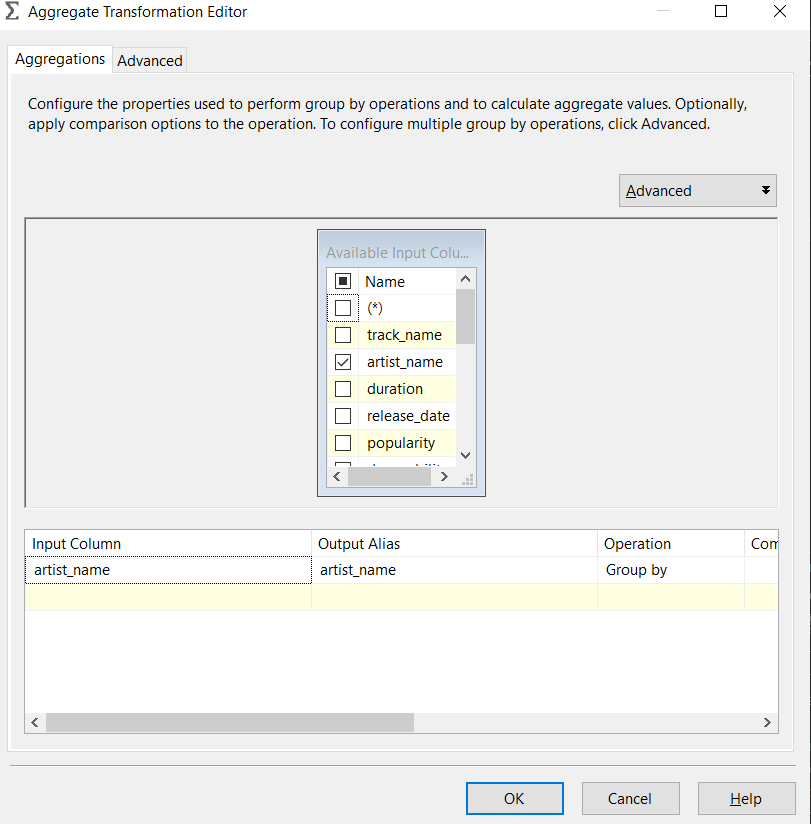 Aggregate Transformation Editor
Aggregations Advanced
Configure the properties used to perform group by operations and to calculate aggregate values. Optionally,
apply comparison options to the operation. To configure multiple group by operations, click Advanced.
Advanced
Available Input Colu...
Name
(*)
track_name
artist_name
duration
release_date
popularity
Input Column Output Alias Operation Com
artist_name artist_name Group by
OK Cancel Help